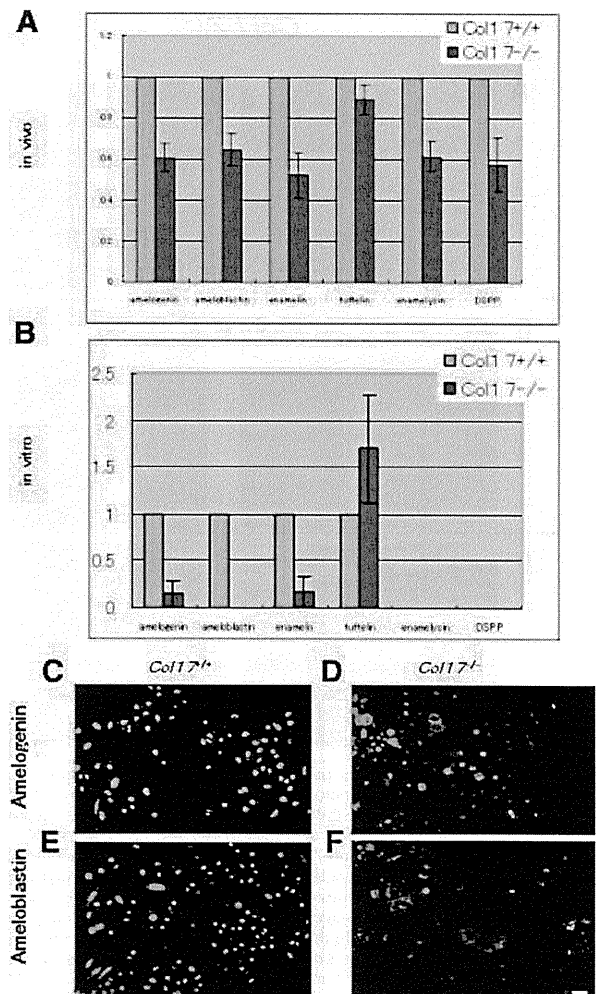 A
Col17+/+
Col17-/-
in vivo
1.2
1
0.8
0.6
0.4
0.2
0
amelogenin ameloblastin enamelin tuftelin enamelysin DSPP
B
Col17+/+
Col17-/-
in vitro
2.5
2
1.5
1
0.5
0
amelogenin ameloblastin enamelin tuftelin enamelysin DSPP
C Col17+/+ D Col17-/-
Amelogenin
E F
Ameloblastin